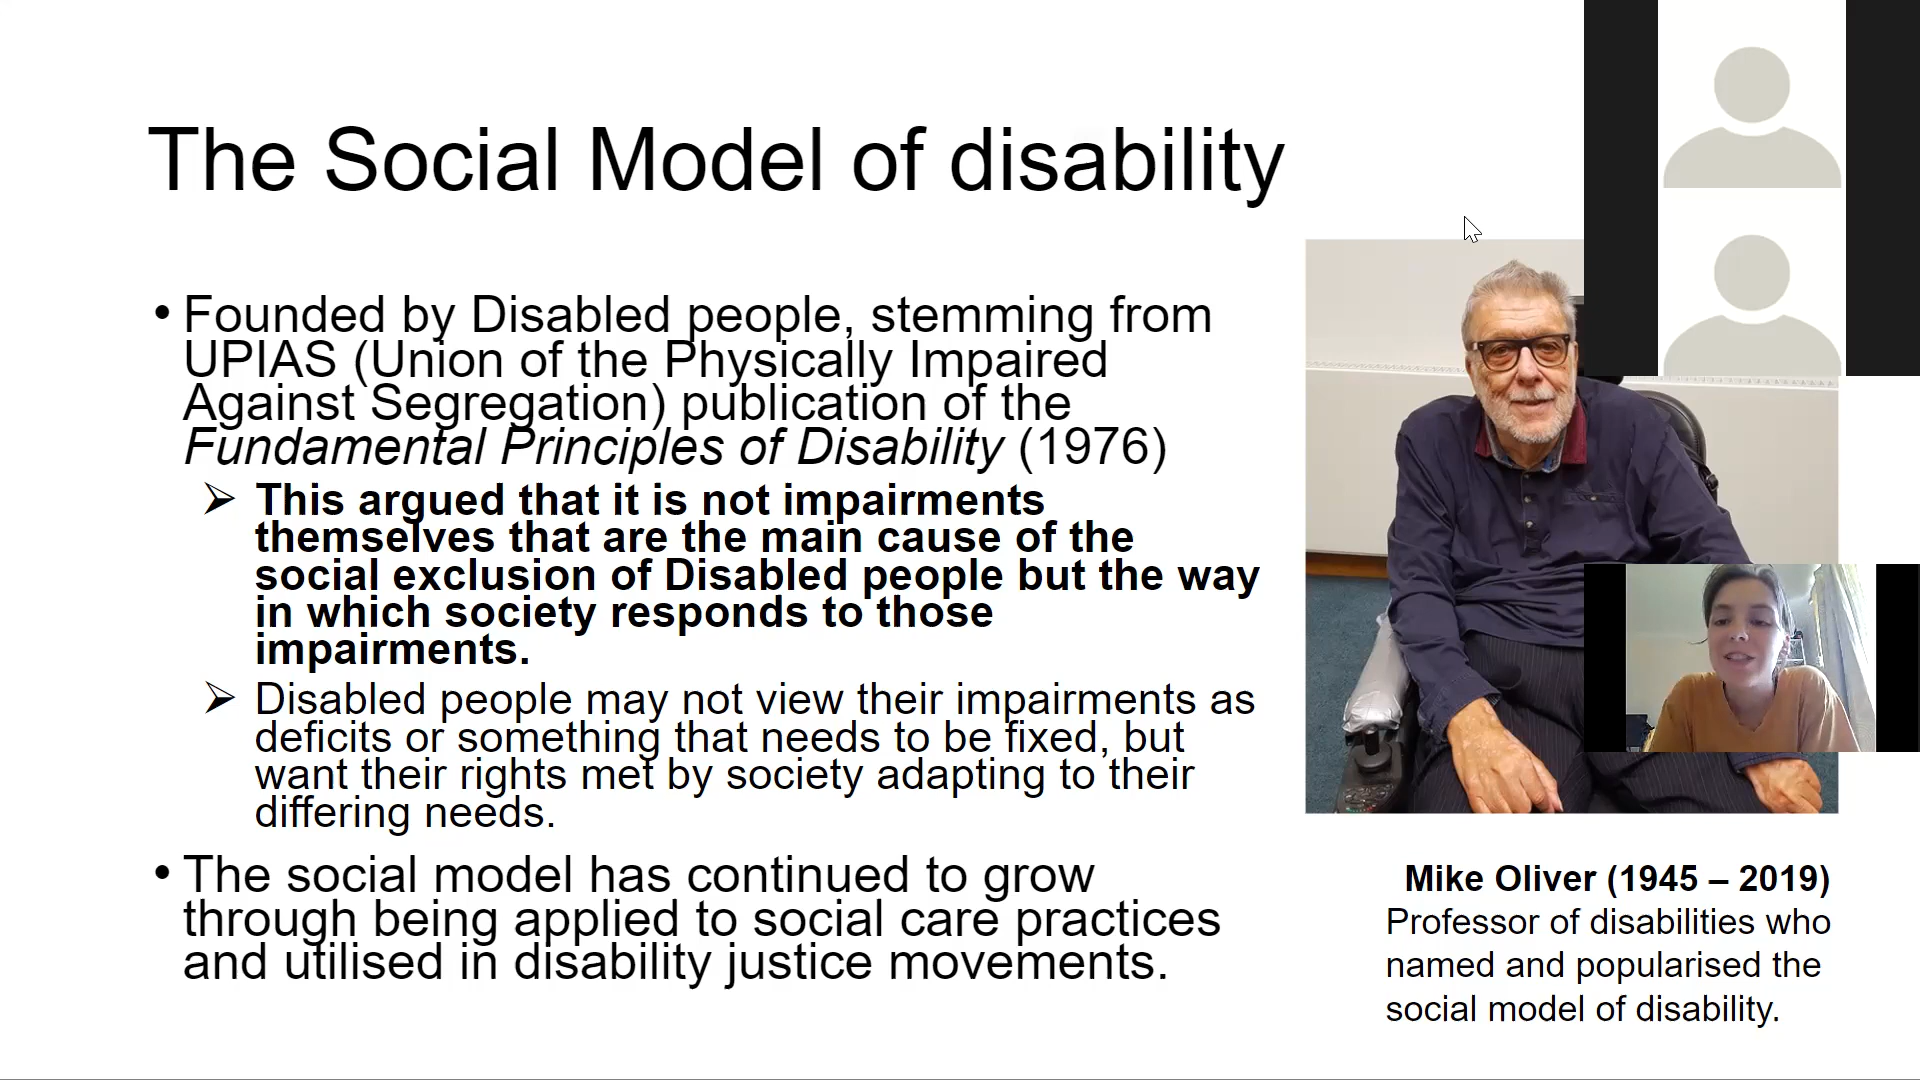 The Social Model of disability
• Founded by Disabled people, stemming from
UPIAS (Union of the Physically Impaired
Against Segregation) publication of the
Fundamental Principles of Disability (1976)
➢ This argued that it is not impairments
themselves that are the main cause of the
social exclusion of Disabled people but the way
in which society responds to those
impairments.
➢ Disabled people may not view their impairments as
deficits or something that needs to be fixed, but
want their rights met by society adapting to their
differing needs.
• The social model has continued to grow
through being applied to social care practices
and utilised in disability justice movements.
Mike Oliver (1945 – 2019)
Professor of disabilities who
named and popularised the
social model of disability.